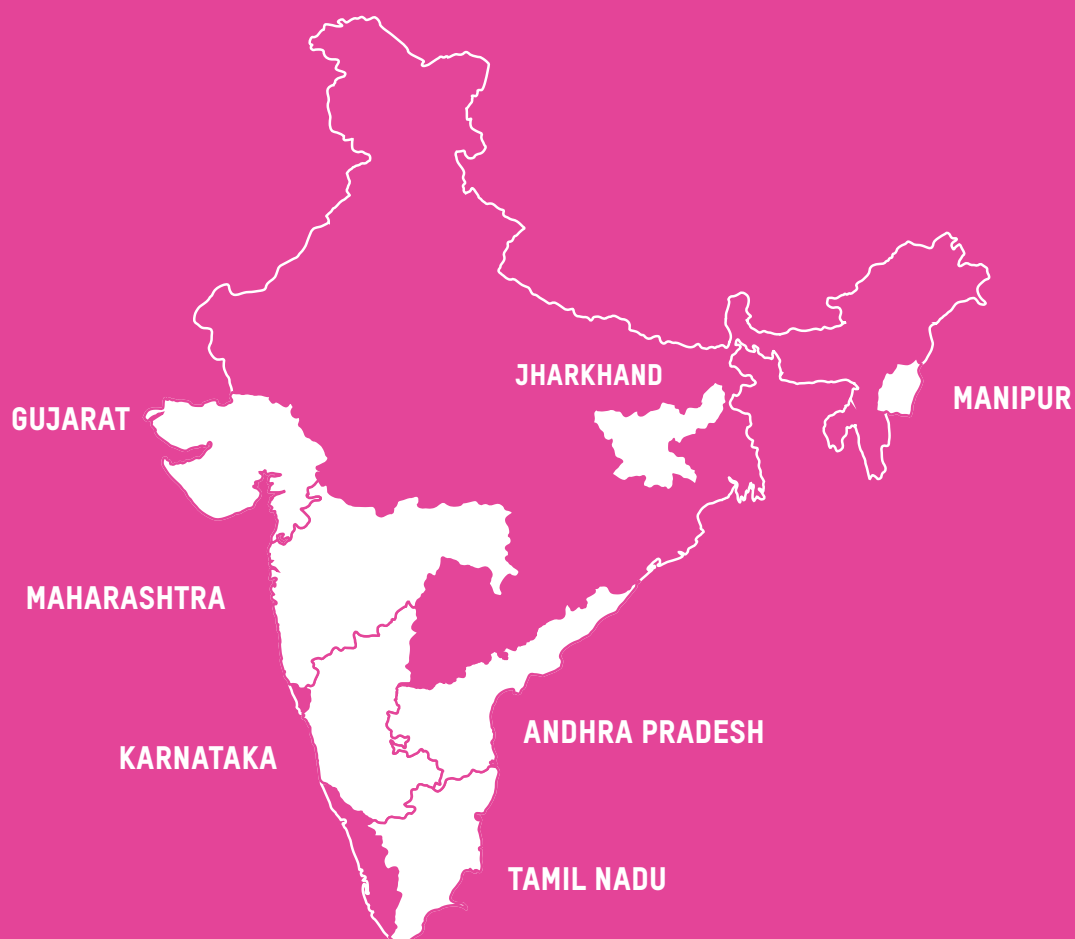 JHARKHAND
MANIPUR
GUJARAT
MAHARASHTRA
ANDHRA PRADESH
KARNATAKA
TAMIL NADU